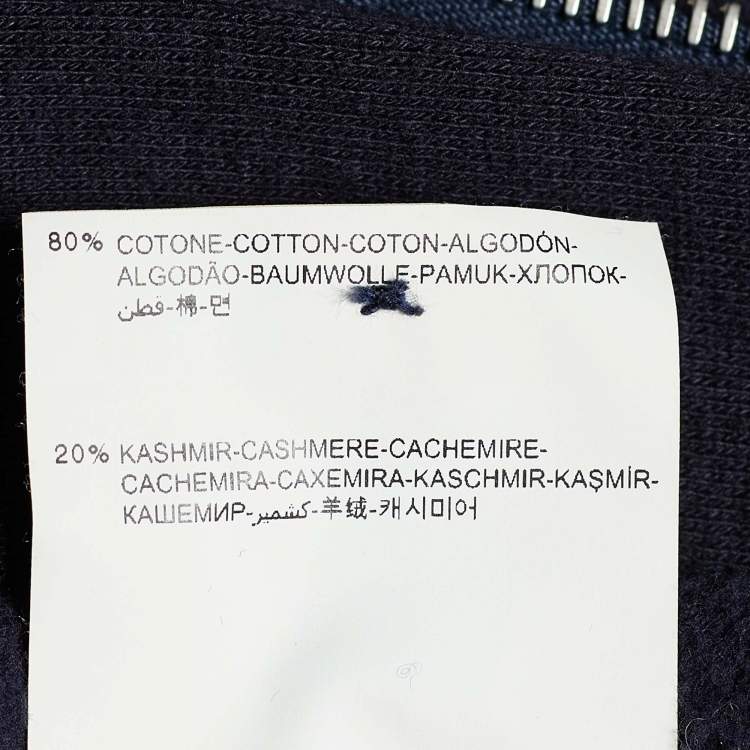 80% COTONE-COTTON-COTON-ALGODÓN-
ALGODÃO-BAUMWOLLE-PAMUK-ХЛОПОК-
قطن-棉-면
20% KASHMIR-CASHMERE-CACHEMIRE-
CACHEMIRA-CAXEMIRA-KASCHMIR-KAŞMİR-
КАШЕМИР-كشمير-羊绒-캐시미어